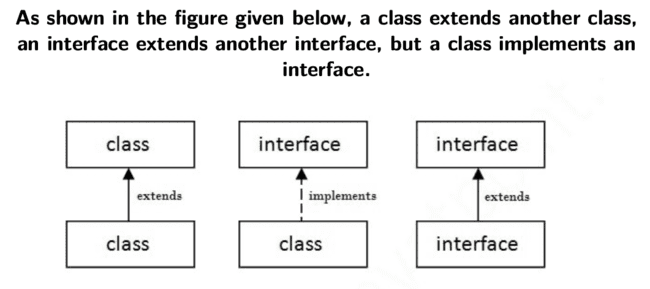 As shown in the figure given below, a class extends another class,
an interface extends another interface, but a class implements an
interface.
class
interface
interface
extends
implements
extends
class
class
interface